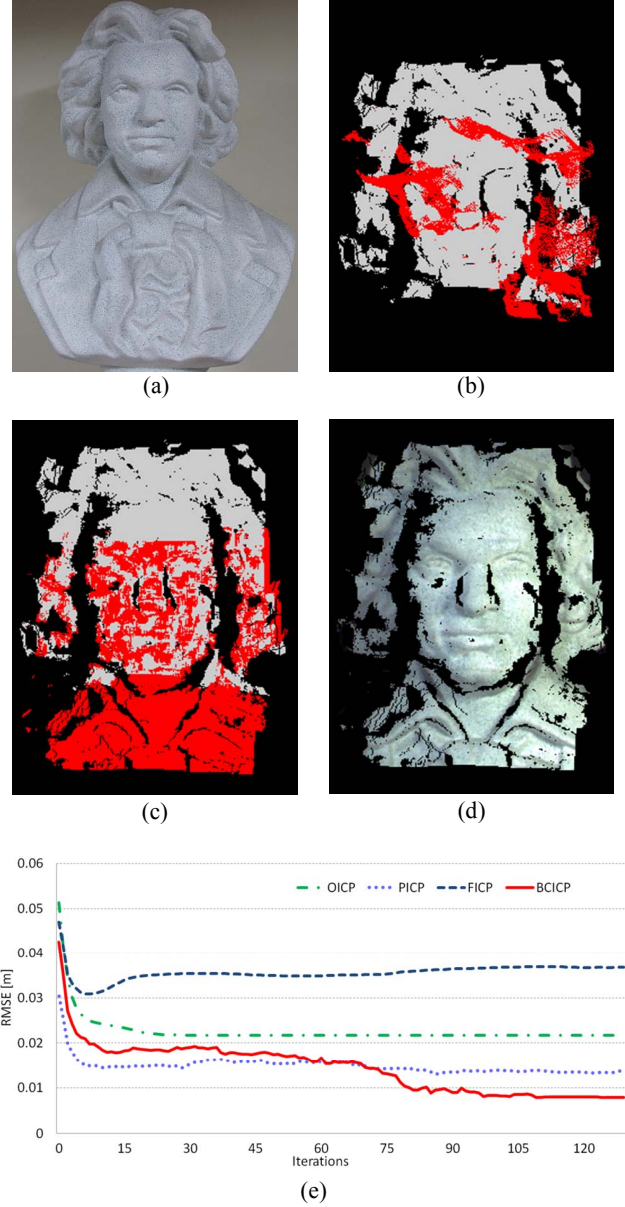 (a)
(b)
(c)
(d)
0.06
OICP PICP FICP BCICP
0.05
0.04
0.03
0.02
0.01
0
RMSE [m]
0 15 30 45 60 75 90 105 120
Iterations
(e)